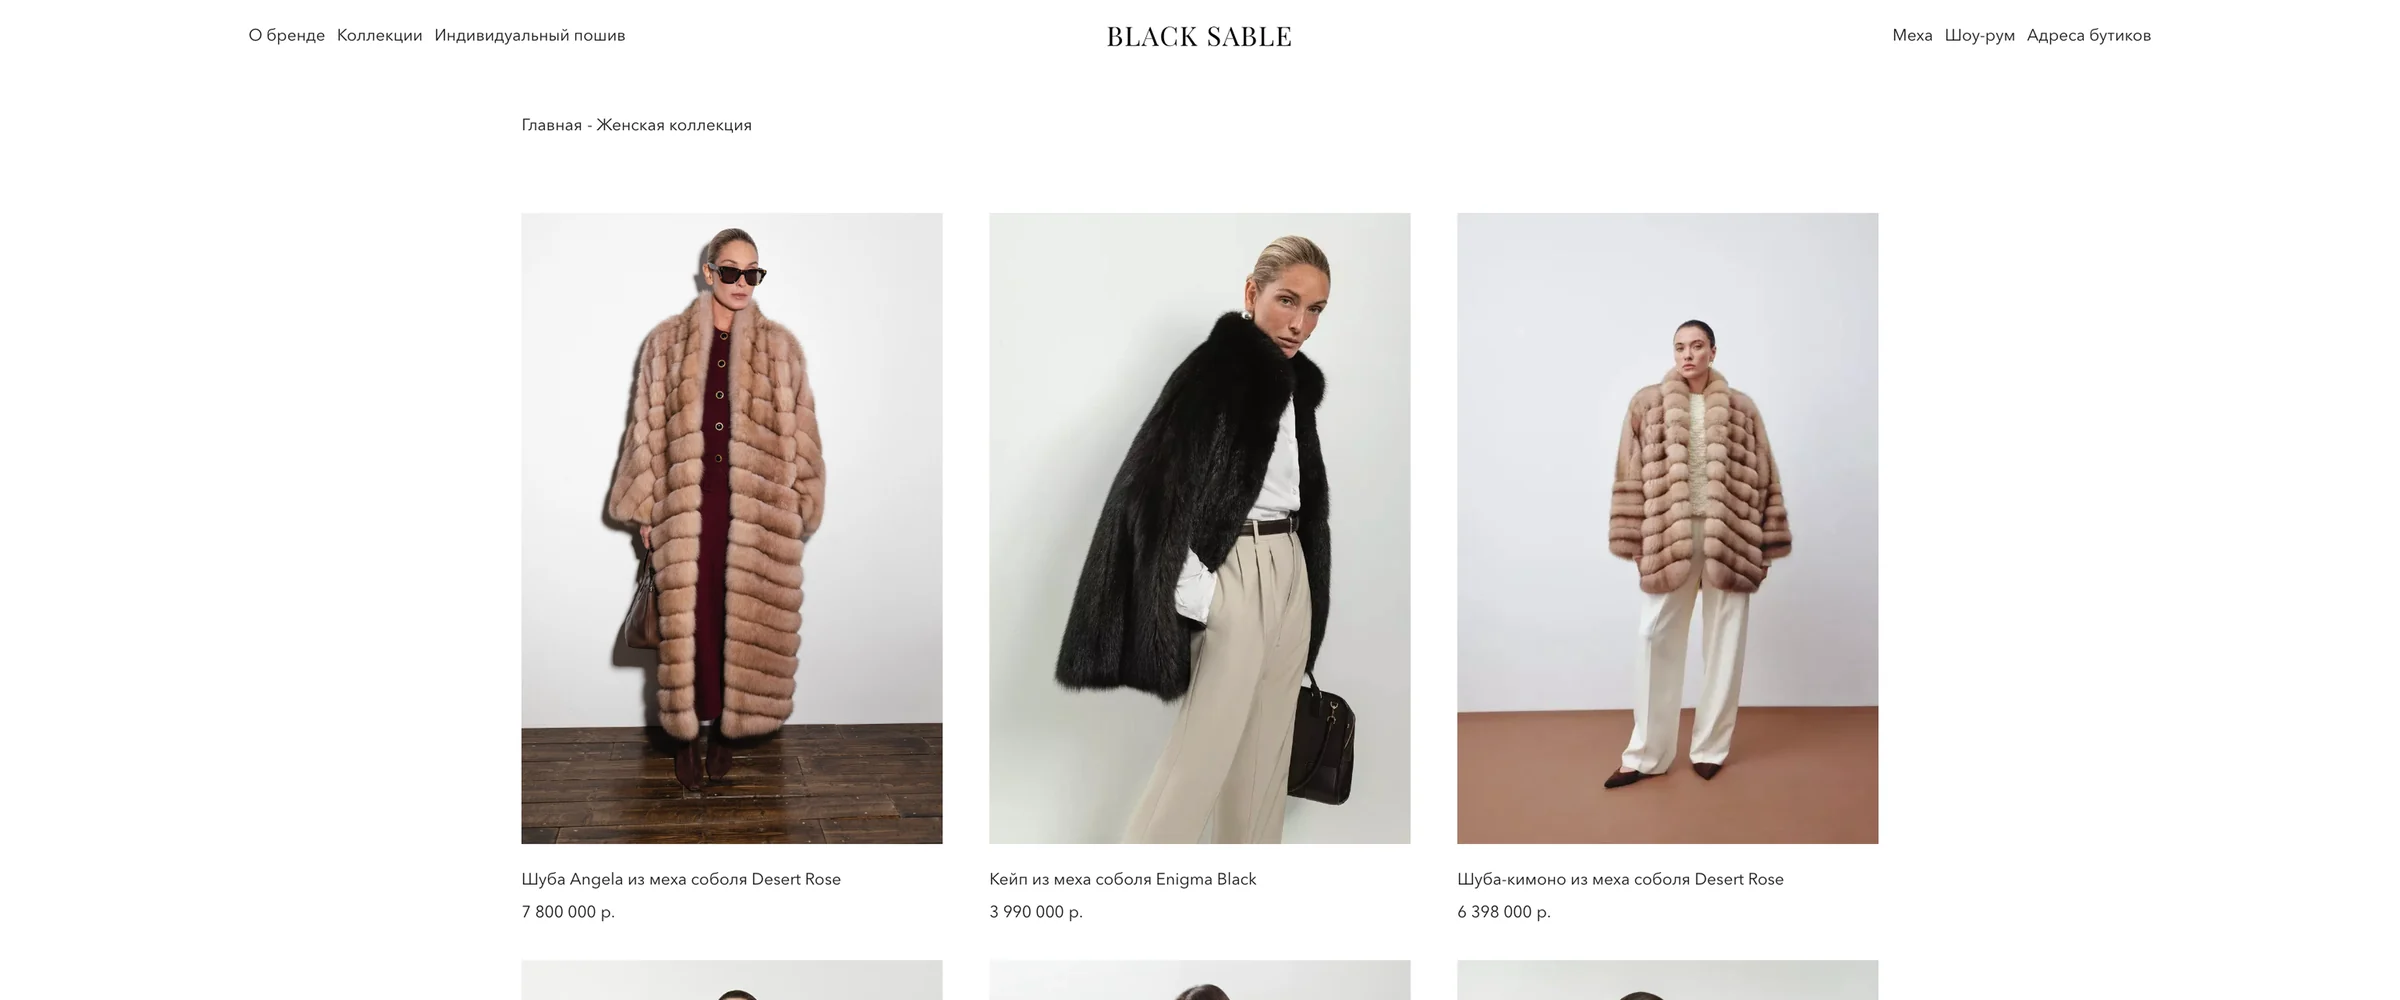 О бренде Коллекции Индивидуальный пошив BLACK SABLE Меха Шоу-рум Адреса бутиков
Главная - Женская коллекция
Шуба Angela из меха соболя Desert Rose
7 800 000 р.
Кейп из меха соболя Enigma Black
3 990 000 р.
Шуба-кимоно из меха соболя Desert Rose
6 398 000 р.